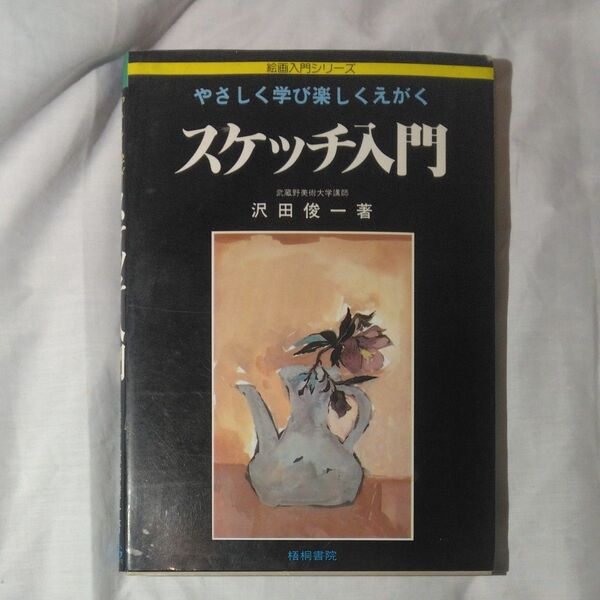 絵画入門シリーズ
やさしく学び楽しくえがく
スケッチ入門
武蔵野美術大学講師
沢田俊一著
梧桐書院